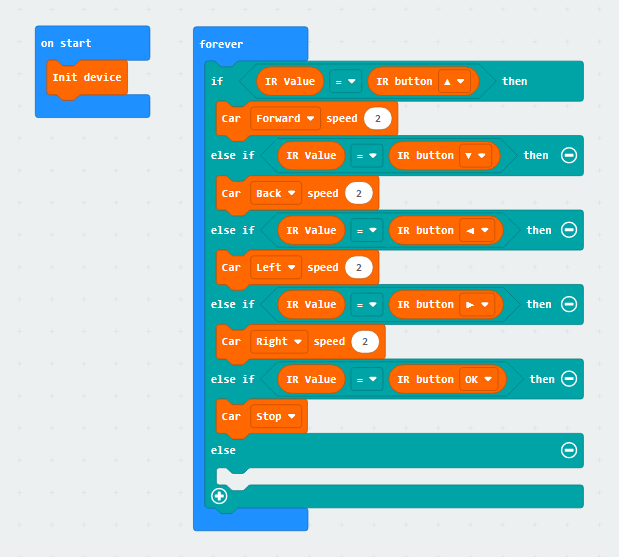 on start
Init device
forever
if IR Value = ▼ IR button ▲ ▼ then
Car Forward ▼ speed 2
else if IR Value = ▼ IR button ▼ ▼ then
Car Back ▼ speed 2
else if IR Value = ▼ IR button ◀ ▼ then
Car Left ▼ speed 2
else if IR Value = ▼ IR button ▶ ▼ then
Car Right ▼ speed 2
else if IR Value = ▼ IR button OK ▼ then
Car Stop ▼
else